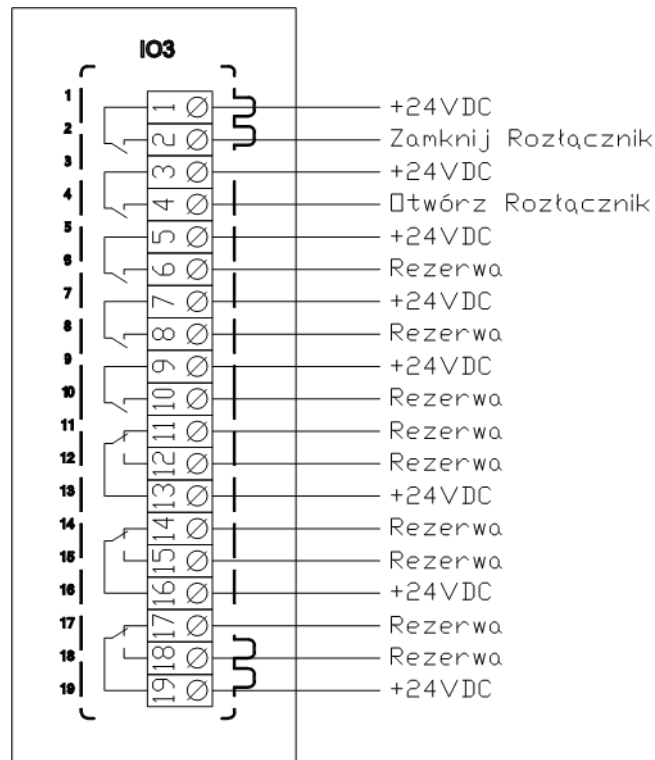 IO3
1 1 +24VDC
2 2 Zamknij Rozłącznik
3 3 +24VDC
4 4 Otwórz Rozłącznik
5 5 +24VDC
6 6 Rezerwa
7 7 +24VDC
8 8 Rezerwa
9 9 +24VDC
10 10 Rezerwa
11 11 Rezerwa
12 12 Rezerwa
13 13 +24VDC
14 14 Rezerwa
15 15 Rezerwa
16 16 +24VDC
17 17 Rezerwa
18 18 Rezerwa
19 19 +24VDC